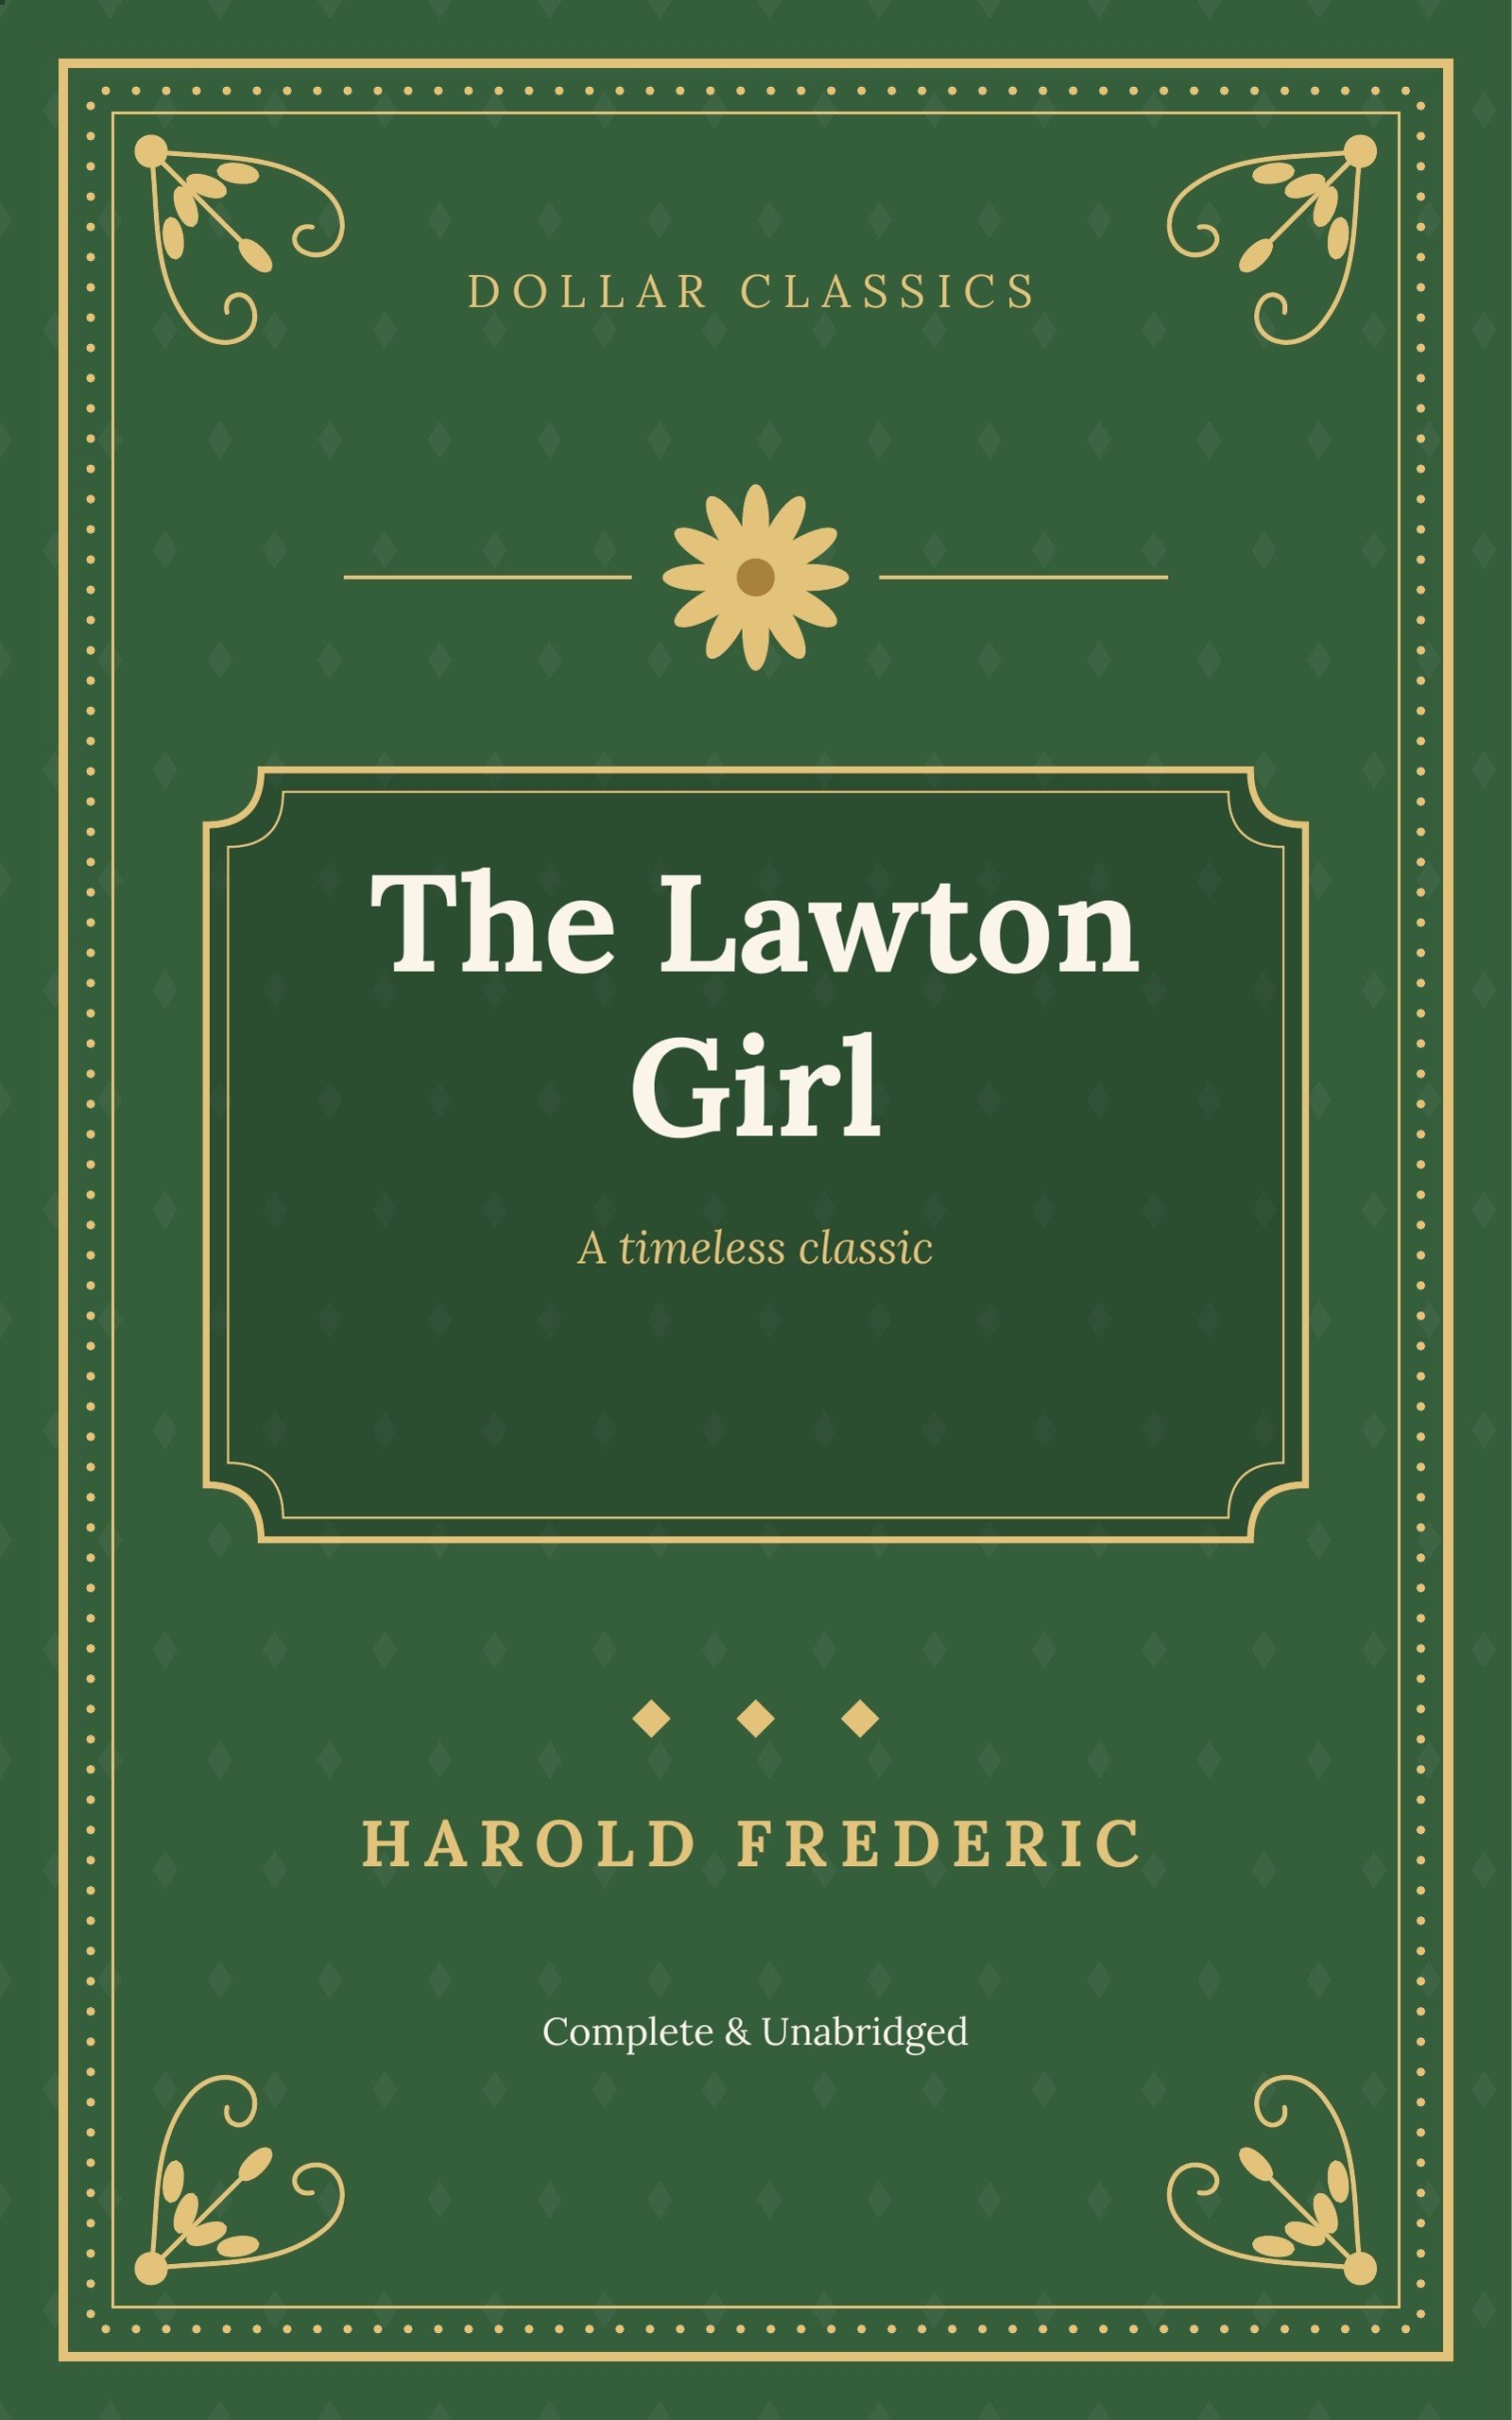 DOLLAR CLASSICS
The Lawton
Girl
A timeless classic
HAROLD FREDERIC
Complete & Unabridged